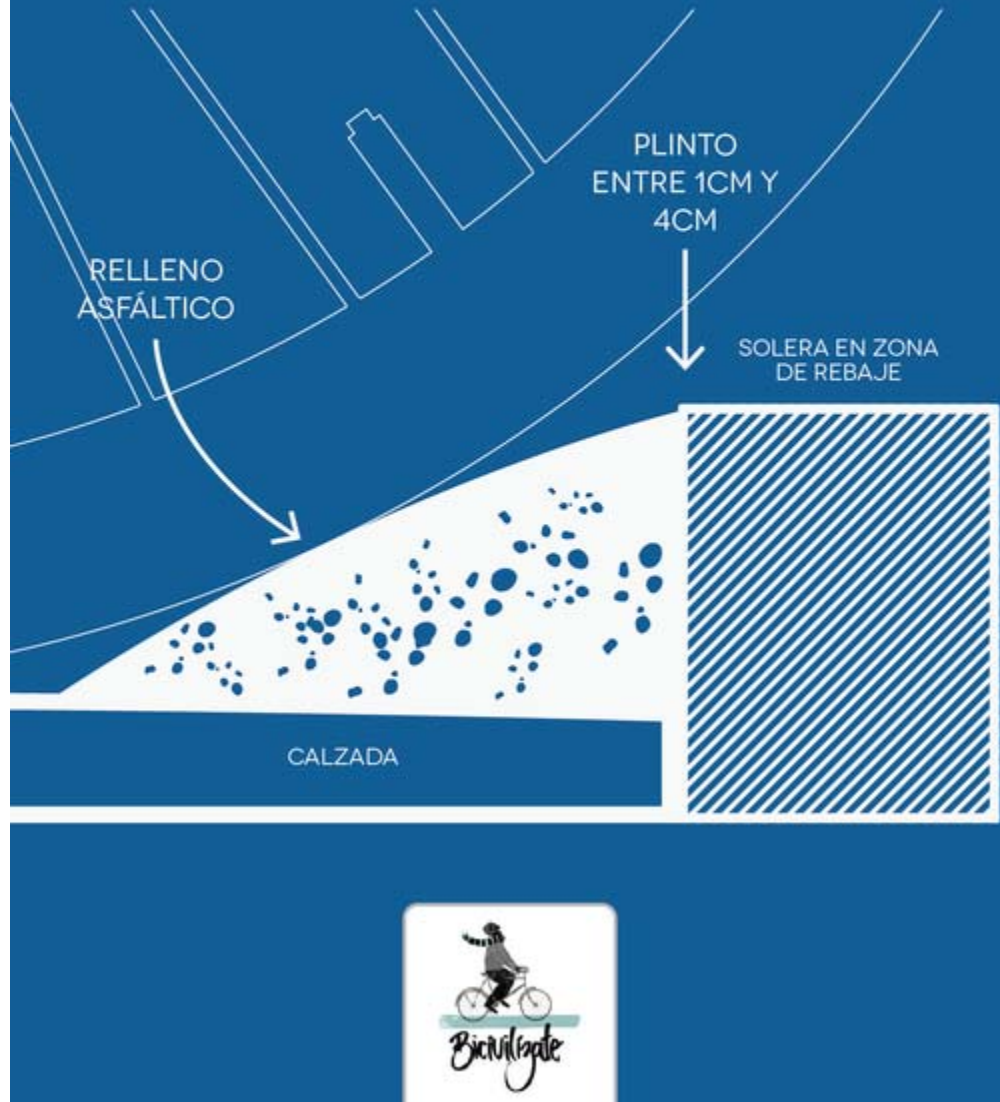 PLINTO
ENTRE 1CM Y
4CM
RELLENO
ASFÁLTICO
SOLERA EN ZONA
DE REBAJE
CALZADA
Bicivilízate